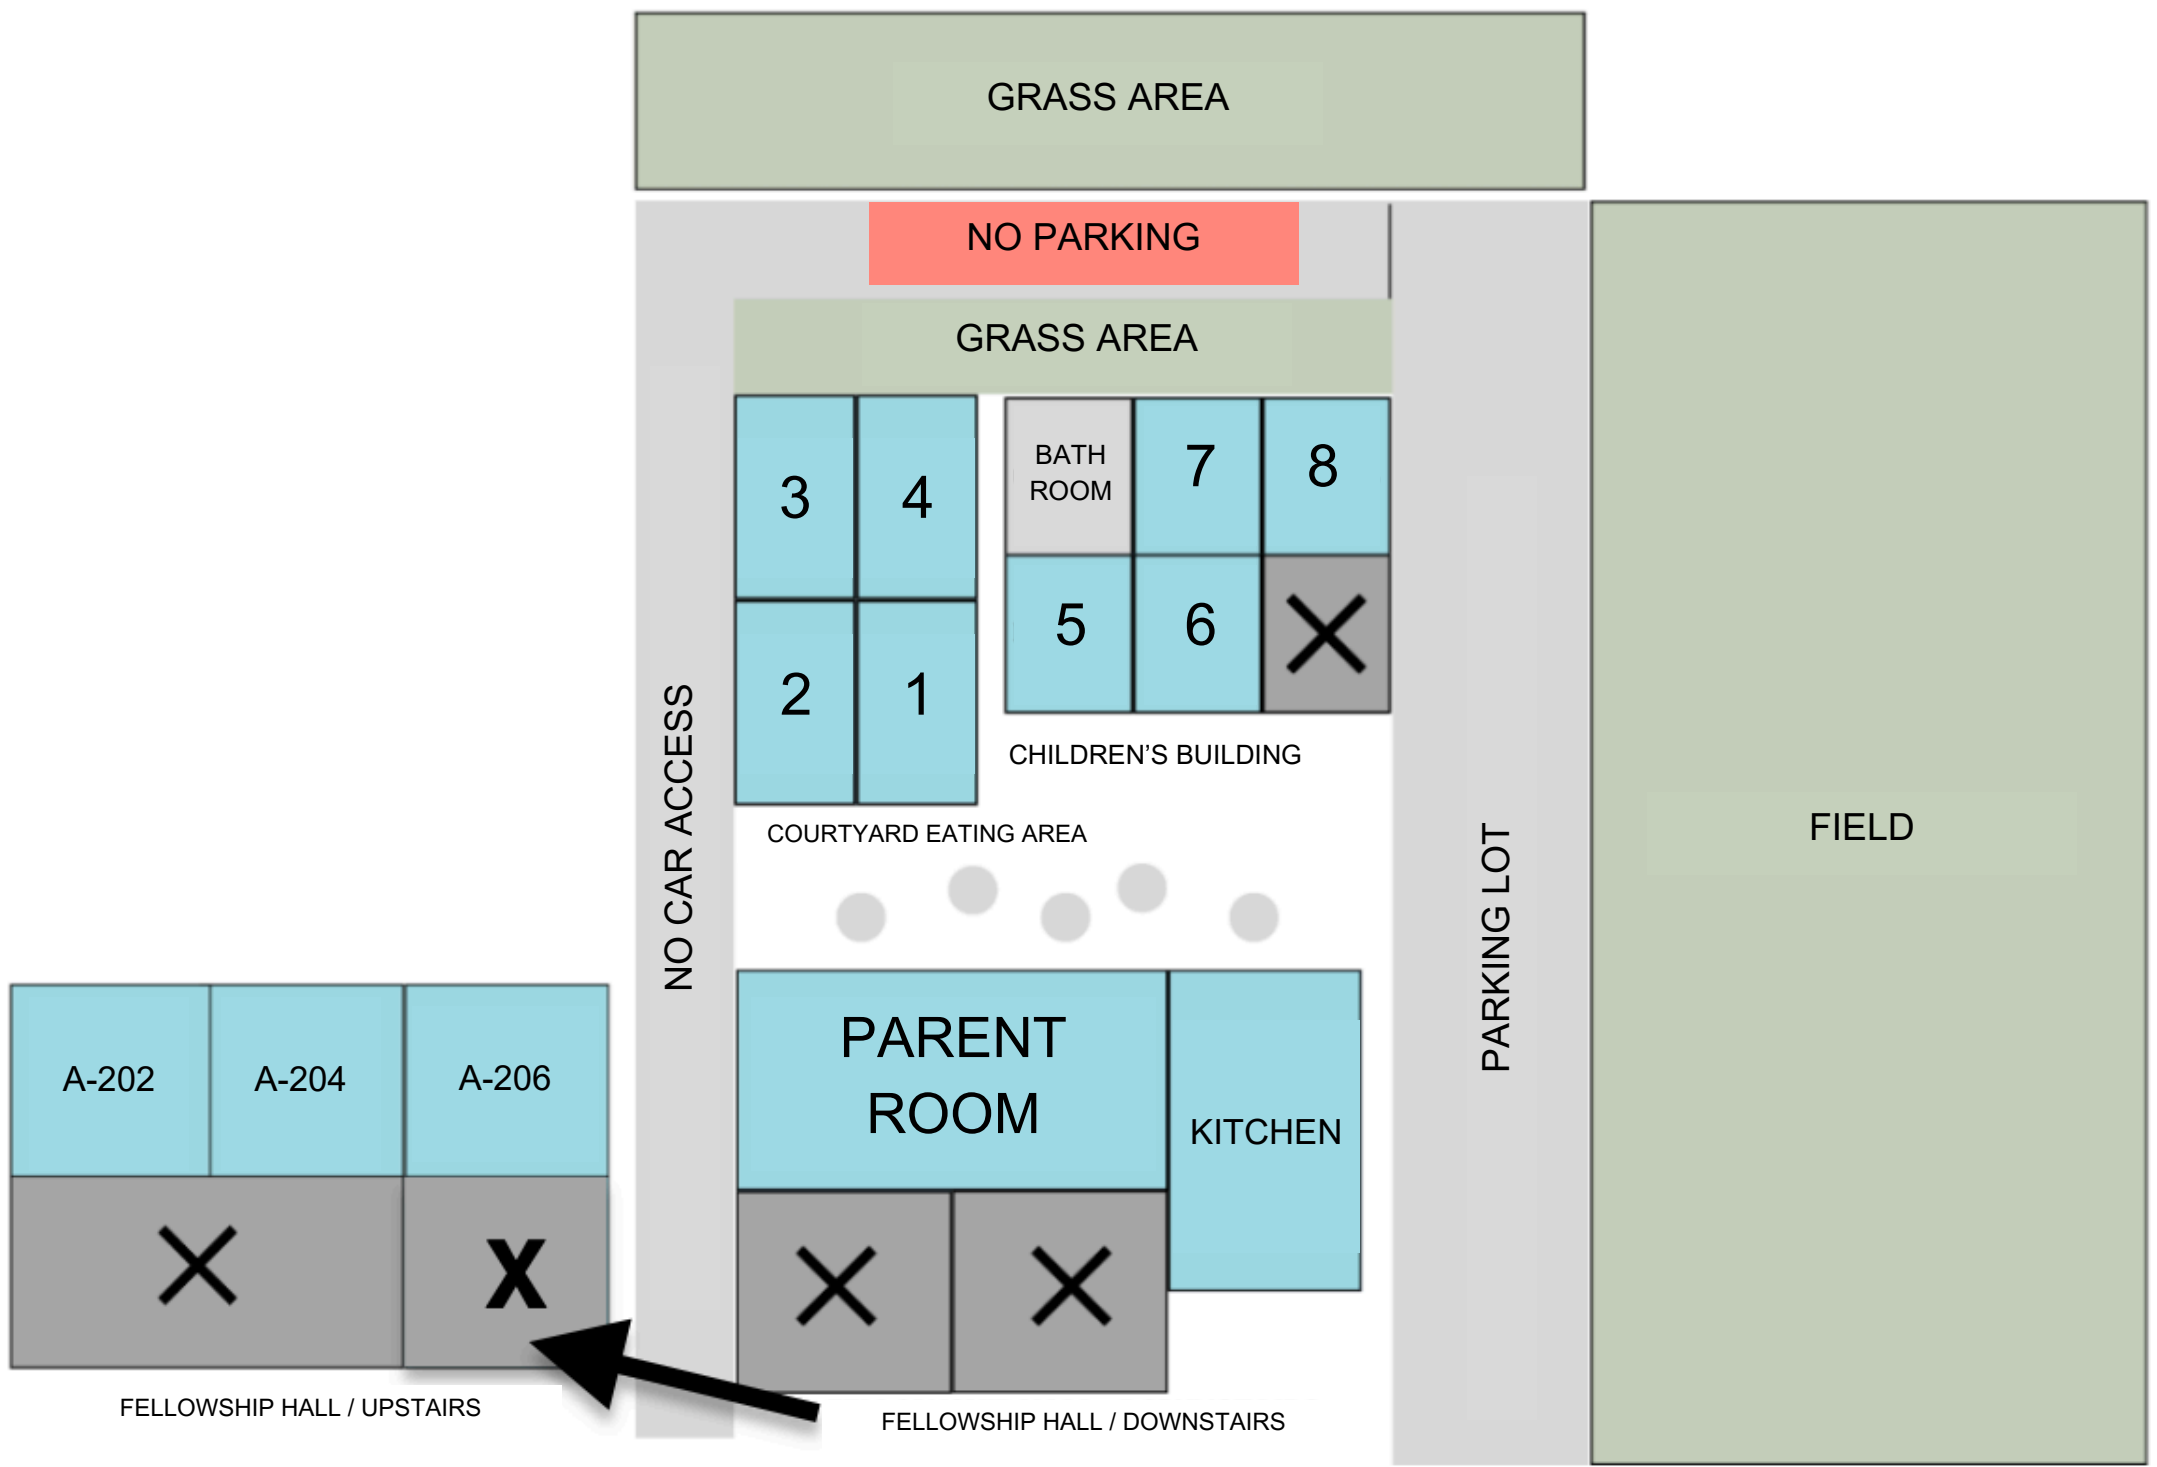 GRASS AREA
NO PARKING
GRASS AREA
3
4
BATH
ROOM
7
8
5
6
2
1
CHILDREN'S BUILDING
COURTYARD EATING AREA
NO CAR ACCESS
PARKING LOT
FIELD
A-202
A-204
A-206
X
PARENT
ROOM
KITCHEN
FELLOWSHIP HALL / UPSTAIRS
FELLOWSHIP HALL / DOWNSTAIRS